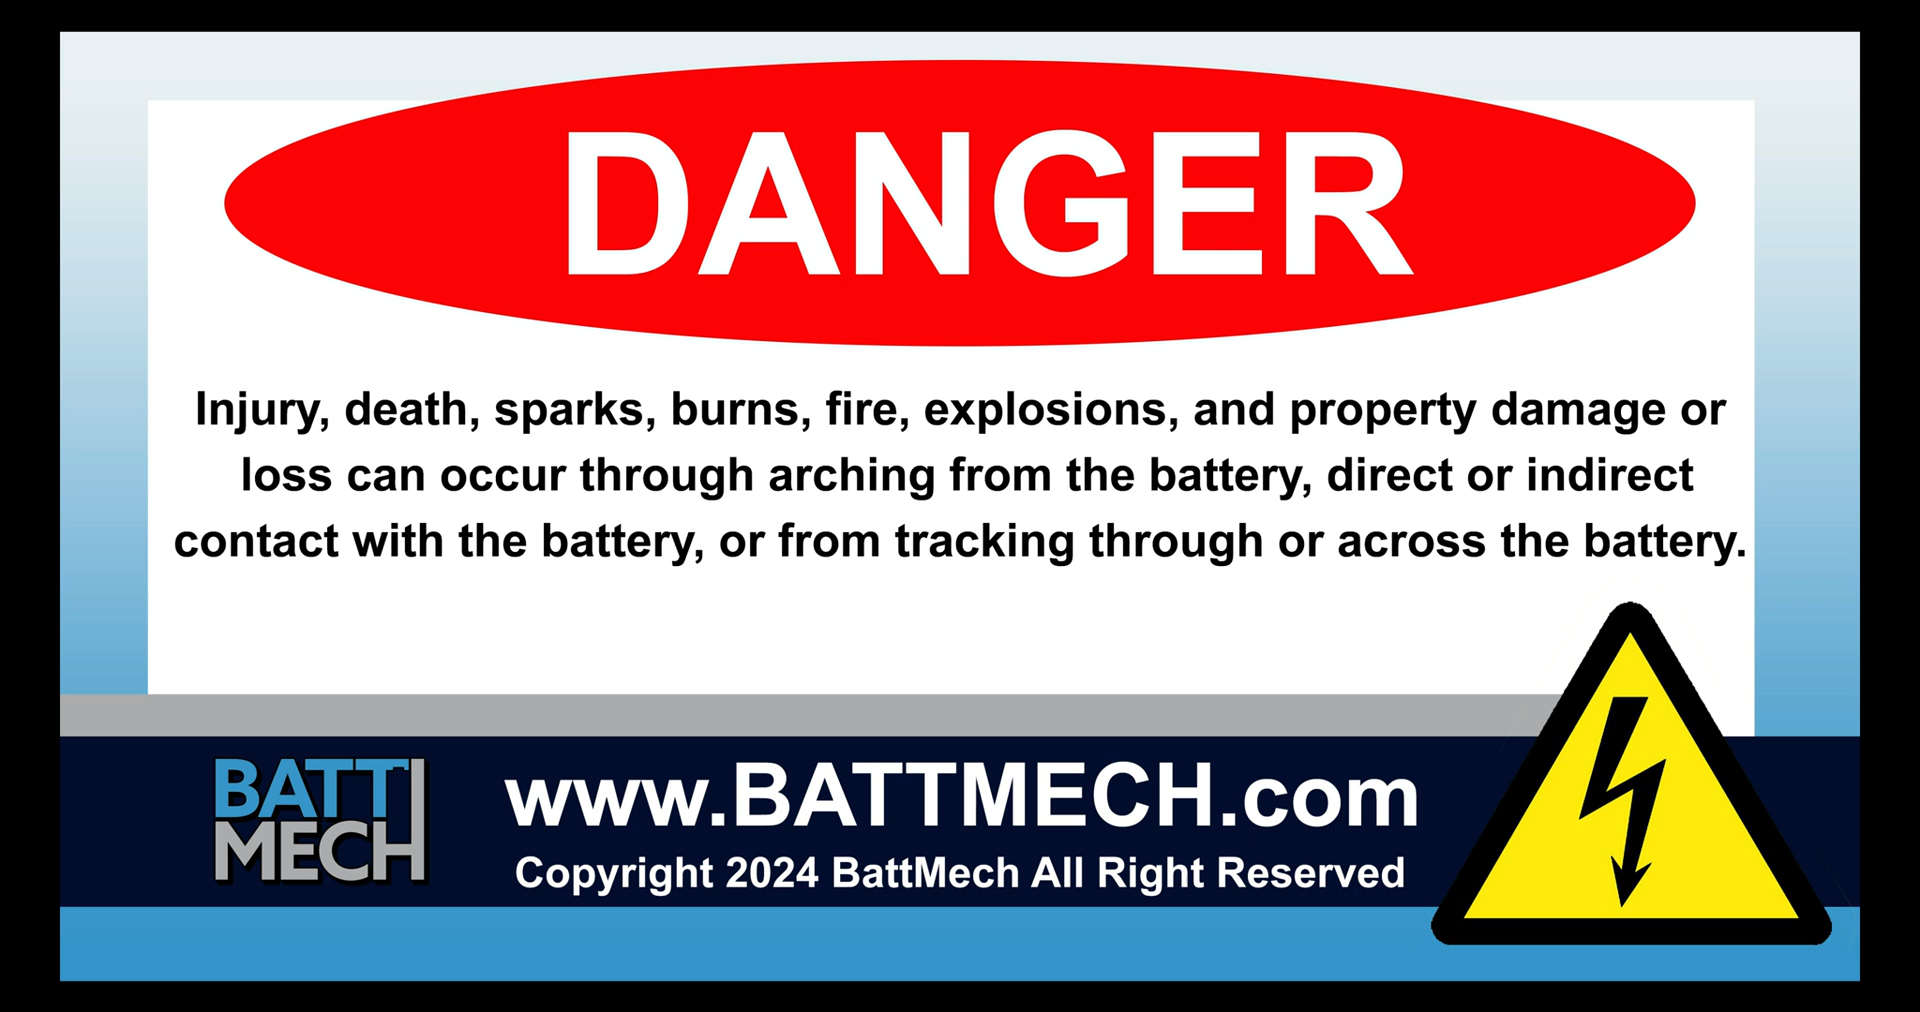 DANGER
Injury, death, sparks, burns, fire, explosions, and property damage or
loss can occur through arching from the battery, direct or indirect
contact with the battery, or from tracking through or across the battery.
BATT
MECH
www.BATTMECH.com
Copyright 2024 BattMech All Right Reserved